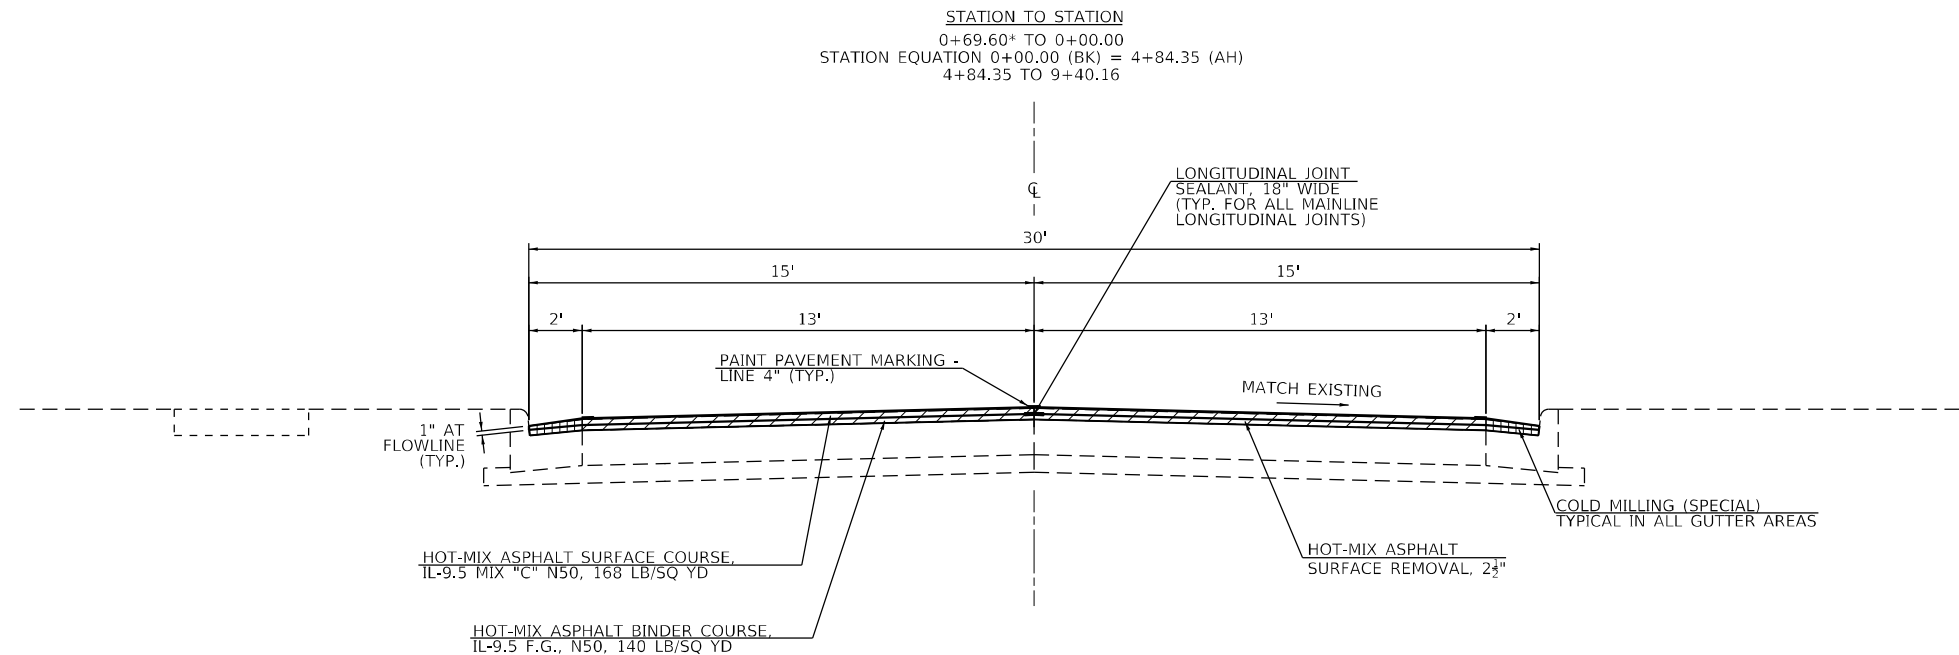 STATION TO STATION
0+69.60* TO 0+00.00
STATION EQUATION 0+00.00 (BK) = 4+84.35 (AH)
4+84.35 TO 9+40.16
LONGITUDINAL JOINT
SEALANT, 18" WIDE
(TYP. FOR ALL MAINLINE
LONGITUDINAL JOINTS)
℄
30'
15'
15'
2'
13'
13'
2'
PAINT PAVEMENT MARKING -
LINE 4" (TYP.)
MATCH EXISTING
1" AT
FLOWLINE
(TYP.)
COLD MILLING (SPECIAL)
TYPICAL IN ALL GUTTER AREAS
HOT-MIX ASPHALT SURFACE COURSE,
IL-9.5 MIX "C" N50, 168 LB/SQ YD
HOT-MIX ASPHALT
SURFACE REMOVAL, 2½"
HOT-MIX ASPHALT BINDER COURSE,
IL-9.5 F.G., N50, 140 LB/SQ YD